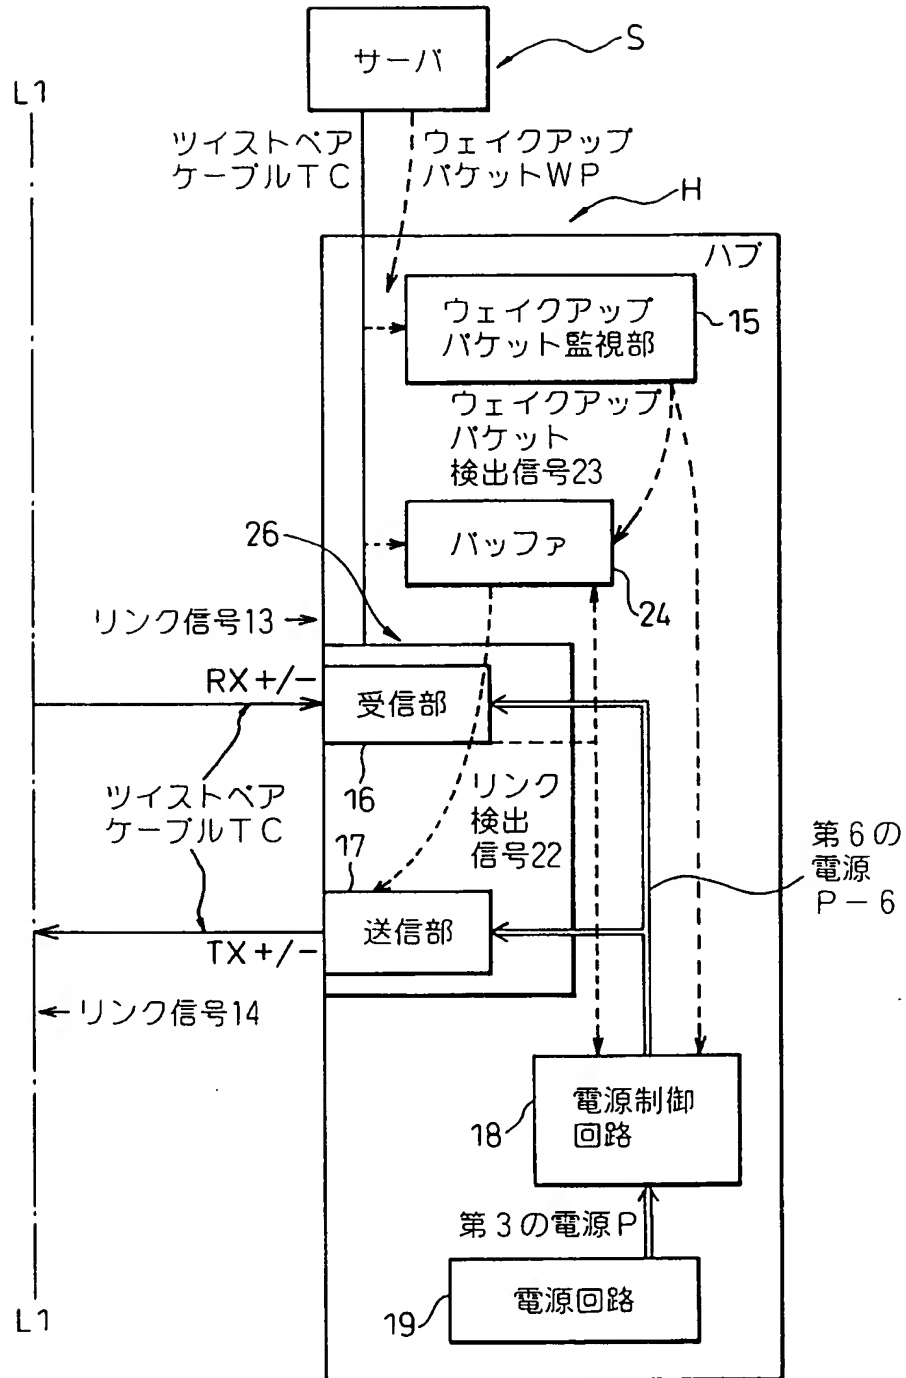 サーバ
S
L1
ツイストペア
ケーブルTC
ウェイクアップ
パケットWP
H
ハブ
ウェイクアップ
パケット監視部
15
ウェイクアップ
パケット
検出信号23
バッファ
26
24
リンク信号13
RX+/-
受信部
16
ツイストペア
ケーブルTC
リンク
検出
信号22
17
第6の
電源
P-6
送信部
TX+/-
リンク信号14
電源制御
回路
18
第3の電源P
電源回路
19
L1